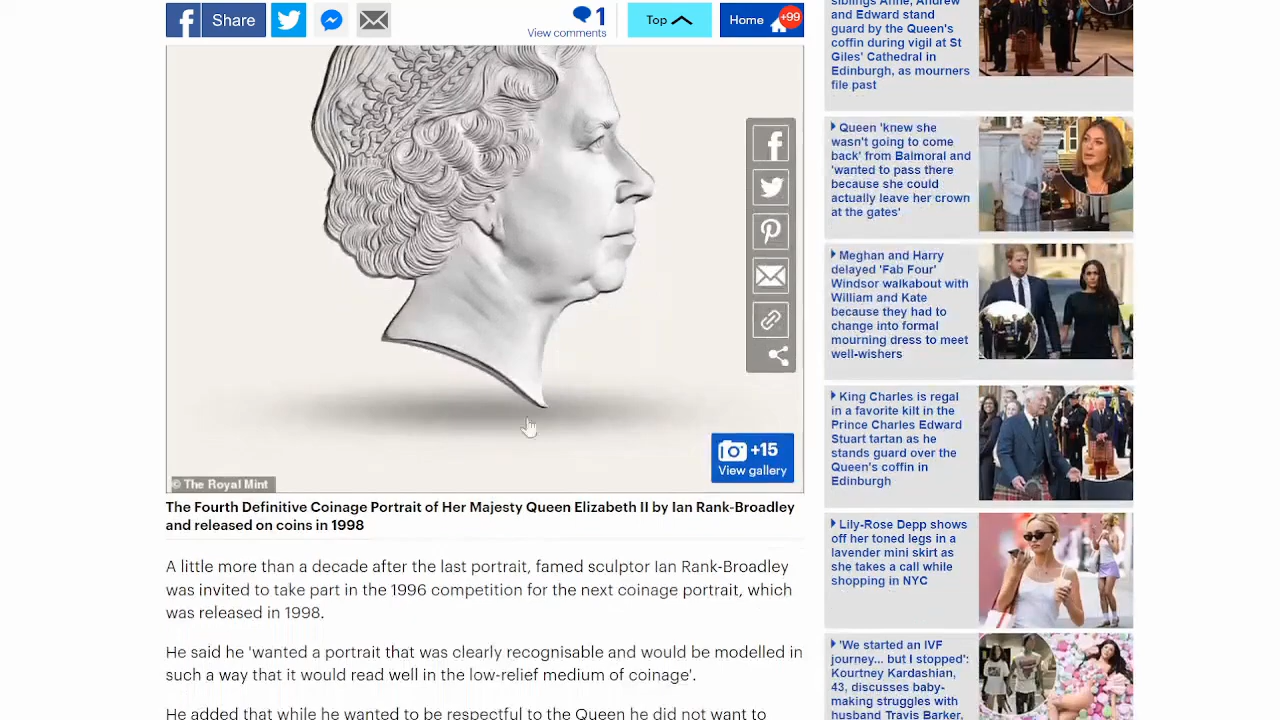 Share
1
View comments
Top
Home
+99
+15
View gallery
© The Royal Mint
The Fourth Definitive Coinage Portrait of Her Majesty Queen Elizabeth II by Ian Rank-Broadley
and released on coins in 1998
A little more than a decade after the last portrait, famed sculptor Ian Rank-Broadley
was invited to take part in the 1996 competition for the next coinage portrait, which
was released in 1998.
He said he 'wanted a portrait that was clearly recognisable and would be modelled in
such a way that it would read well in the low-relief medium of coinage'.
He added that while he wanted to be respectful to the Queen he did not want to
siblings Anne, Andrew
and Edward stand
guard by the Queen's
coffin during vigil at St
Giles' Cathedral in
Edinburgh, as mourners
file past
Queen 'knew she
wasn't going to come
back' from Balmoral and
'wanted to pass there
because she could
actually leave her crown
at the gates'
Meghan and Harry
delayed 'Fab Four'
Windsor walkabout with
William and Kate
because they had to
change into formal
mourning dress to meet
well-wishers
King Charles is regal
in a favorite kilt in the
Prince Charles Edward
Stuart tartan as he
stands guard over the
Queen's coffin in
Edinburgh
Lily-Rose Depp shows
off her toned legs in a
lavender mini skirt as
she takes a call while
shopping in NYC
'We started an IVF
journey... but I stopped':
Kourtney Kardashian,
43, discusses baby-
making struggles with
husband Travis Barker,